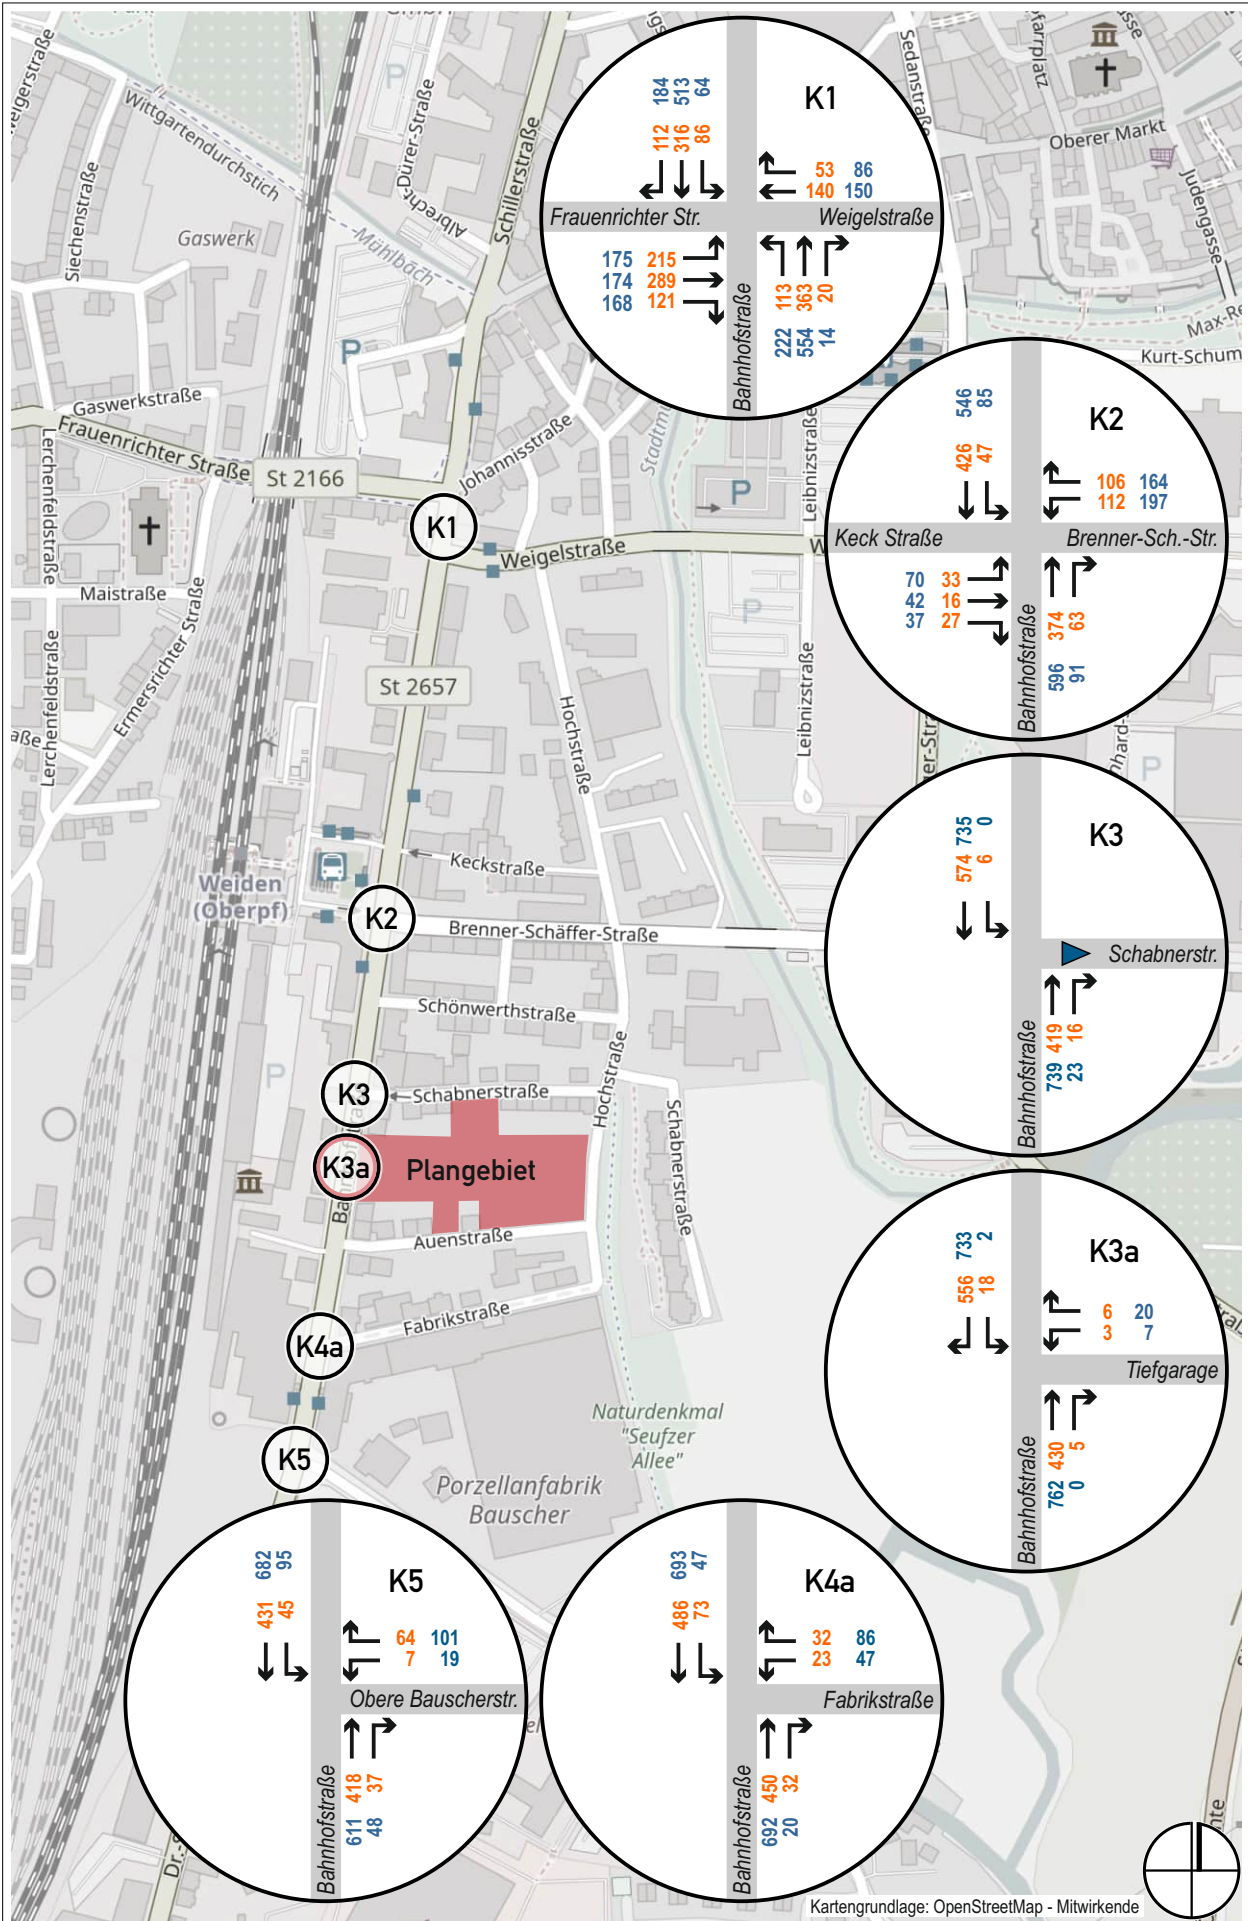 K1
184 513 64
112 316 86
53 86
140 150
Frauenrichter Str.
Weigelstraße
175 215
174 289
168 121
113 363 20
222 554 14
Bahnhofstraße
K2
546 85
426 47
106 164
112 197
Keck Straße
Brenner-Sch.-Str.
70 33
42 16
37 27
374 63
596 91
Bahnhofstraße
K3
735 0
574 6
Schabnerstr.
419 16
739 23
Bahnhofstraße
K3a
733 2
556 18
6 20
3 7
Tiefgarage
430 5
762 0
Bahnhofstraße
K5
682 95
431 45
64 101
7 19
Obere Bauscherstr.
418 37
611 48
Bahnhofstraße
K4a
693 47
486 73
32 86
23 47
Fabrikstraße
450 32
692 20
Bahnhofstraße
Wittgartendurchstich
Siechenstraße
Gaswerk
Albrecht-Dürer-Straße
Schillerstraße
Mühlbach
P
P
Sedanstraße
Oberer Markt
Judengasse
Kurt-Schum
Gaswerkstraße
Frauenrichter Straße
St 2166
Johannisstraße
Lerchenfeldstraße
K1
Weigelstraße
Leibnizstraße
P
P
Maistraße
Ermersrichter Straße
Lerchenfeldstraße
St 2657
Hochstraße
Leibnizstraße
P
Keckstraße
Weiden
(Oberpf)
K2
Brenner-Schäffer-Straße
Schönwerthstraße
P
K3
Schabnerstraße
Hochstraße
Schabnerstraße
K3a
Plangebiet
Auenstraße
Fabrikstraße
K4a
K5
Naturdenkmal
"Seufzer
Allee"
Porzellanfabrik
Bauscher
Kartengrundlage: OpenStreetMap - Mitwirkende